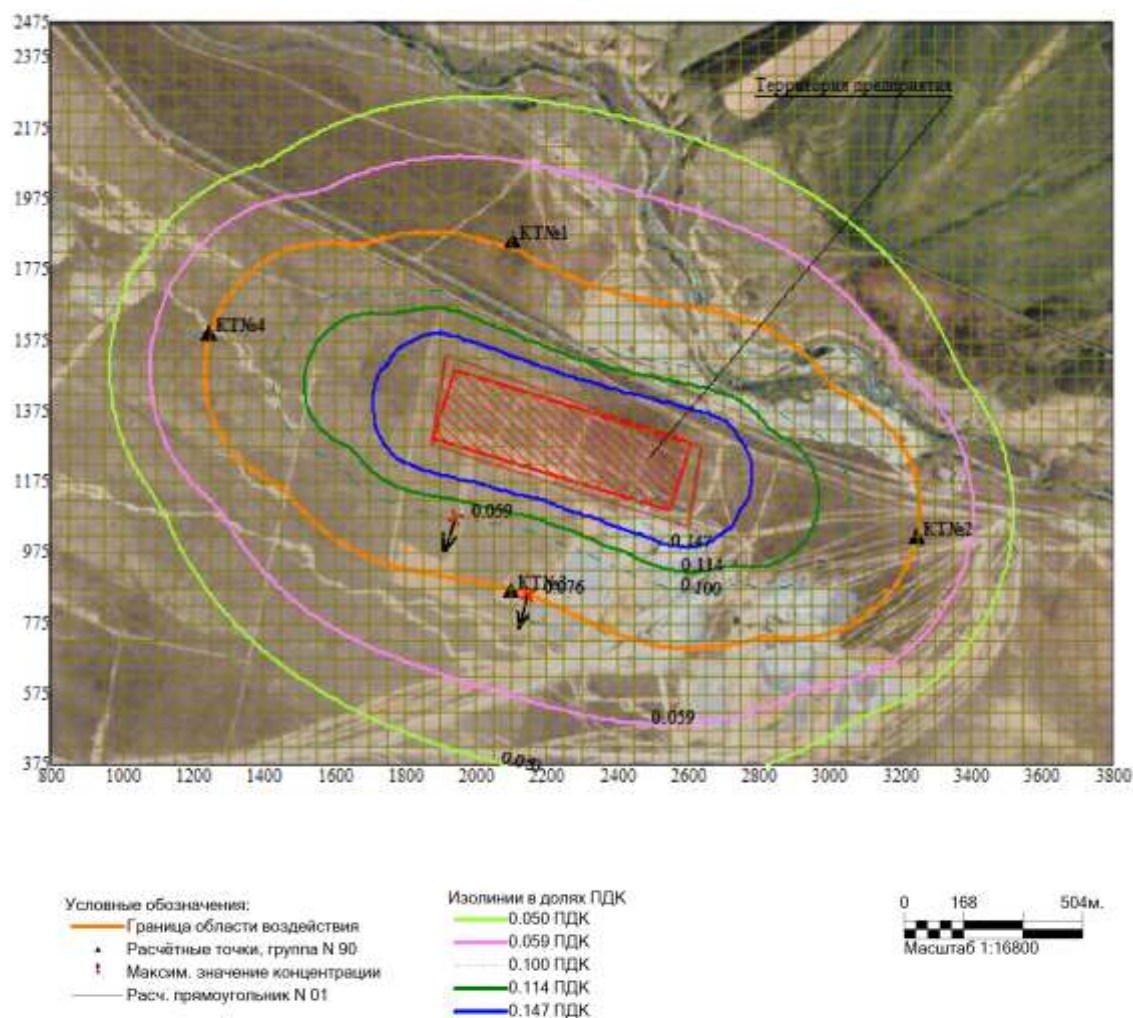 2475
2375
2175
1975
1775
1575
1375
1175
975
775
575
375
Территория предприятия
КТ№1
КТ№4
КТ№2
0.059
0.147
0.114
0.100
КТ№3
0.076
0.059
0.050
800 1000 1200 1400 1600 1800 2000 2200 2400 2600 2800 3000 3200 3400 3600 3800
Условные обозначения:
Граница области воздействия
Расчётные точки, группа N 90
Максим. значение концентрации
Расч. прямоугольник N 01
Изолинии в долях ПДК
0.050 ПДК
0.059 ПДК
0.100 ПДК
0.114 ПДК
0.147 ПДК
0 168 504м.
Масштаб 1:16800